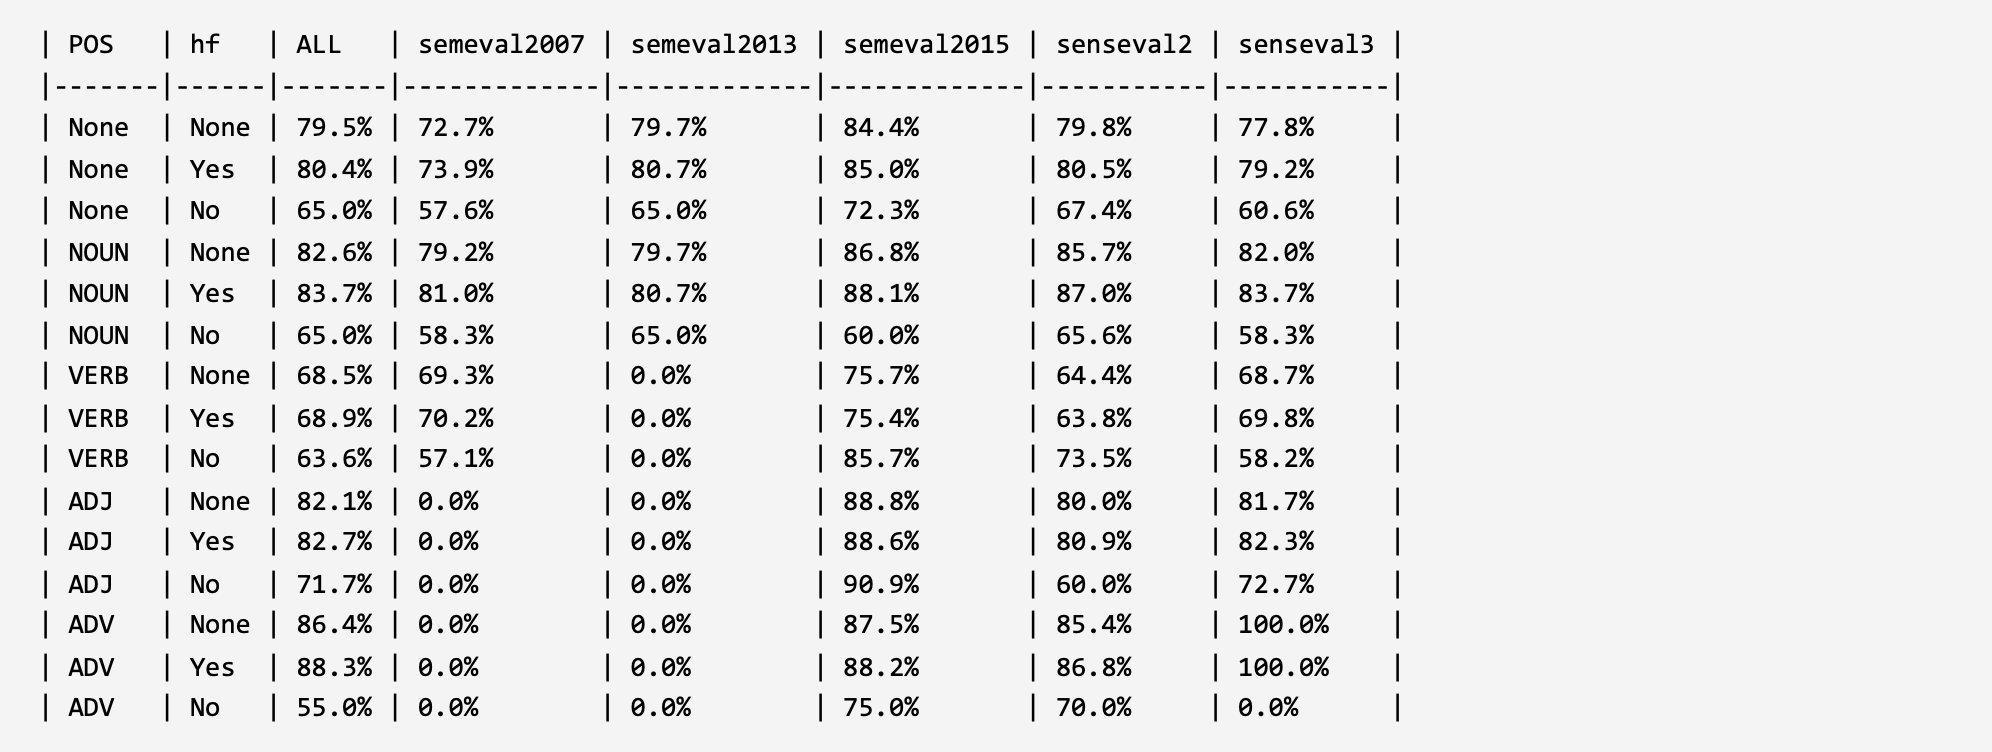 | POS   | hf   | ALL   | semeval2007 | semeval2013 | semeval2015 | senseval2 | senseval3 |
|-------|------|-------|-------------|-------------|-------------|-----------|-----------|
| None  | None | 79.5% | 72.7%       | 79.7%       | 84.4%       | 79.8%     | 77.8%     |
| None  | Yes  | 80.4% | 73.9%       | 80.7%       | 85.0%       | 80.5%     | 79.2%     |
| None  | No   | 65.0% | 57.6%       | 65.0%       | 72.3%       | 67.4%     | 60.6%     |
| NOUN  | None | 82.6% | 79.2%       | 79.7%       | 86.8%       | 85.7%     | 82.0%     |
| NOUN  | Yes  | 83.7% | 81.0%       | 80.7%       | 88.1%       | 87.0%     | 83.7%     |
| NOUN  | No   | 65.0% | 58.3%       | 65.0%       | 60.0%       | 65.6%     | 58.3%     |
| VERB  | None | 68.5% | 69.3%       | 0.0%        | 75.7%       | 64.4%     | 68.7%     |
| VERB  | Yes  | 68.9% | 70.2%       | 0.0%        | 75.4%       | 63.8%     | 69.8%     |
| VERB  | No   | 63.6% | 57.1%       | 0.0%        | 85.7%       | 73.5%     | 58.2%     |
| ADJ   | None | 82.1% | 0.0%        | 0.0%        | 88.8%       | 80.0%     | 81.7%     |
| ADJ   | Yes  | 82.7% | 0.0%        | 0.0%        | 88.6%       | 80.9%     | 82.3%     |
| ADJ   | No   | 71.7% | 0.0%        | 0.0%        | 90.9%       | 60.0%     | 72.7%     |
| ADV   | None | 86.4% | 0.0%        | 0.0%        | 87.5%       | 85.4%     | 100.0%    |
| ADV   | Yes  | 88.3% | 0.0%        | 0.0%        | 88.2%       | 86.8%     | 100.0%    |
| ADV   | No   | 55.0% | 0.0%        | 0.0%        | 75.0%       | 70.0%     | 0.0%      |